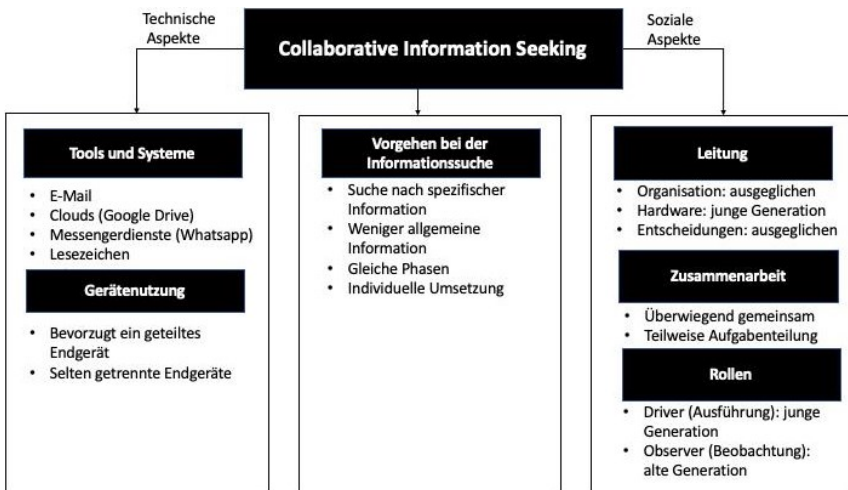 Technische
Aspekte
Collaborative Information Seeking
Soziale
Aspekte
Tools und Systeme
• E-Mail
• Clouds (Google Drive)
• Messengerdienste (Whatsapp)
• Lesezeichen
Gerätenutzung
• Bevorzugt ein geteiltes
Endgerät
• Selten getrennte Endgeräte
Vorgehen bei der
Informationssuche
• Suche nach spezifischer
Information
• Weniger allgemeine
Information
• Gleiche Phasen
• Individuelle Umsetzung
Leitung
• Organisation: ausgeglichen
• Hardware: junge Generation
• Entscheidungen: ausgeglichen
Zusammenarbeit
• Überwiegend gemeinsam
• Teilweise Aufgabenteilung
Rollen
• Driver (Ausführung): junge
Generation
• Observer (Beobachtung):
alte Generation